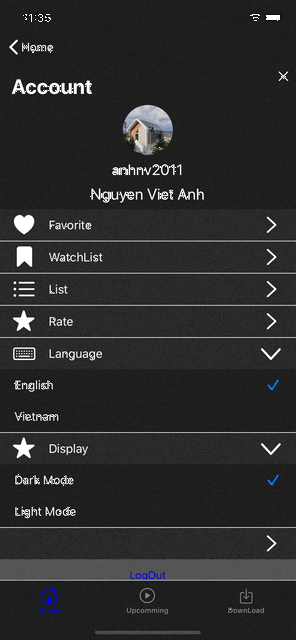 11:35
Home
Account
anhnv2011
Nguyen Viet Anh
Favorite
WatchList
List
Rate
Language
English
Vietnam
Display
Dark Mode
Light Mode
LogOut
Home Upcomming DownLoad